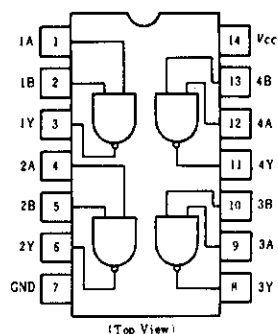 1A 1 14 Vcc
1B 2 13 4B
1Y 3 12 4A
2A 4 11 4Y
2B 5 10 3B
2Y 6 9 3A
GND 7 8 3Y
(Top View)